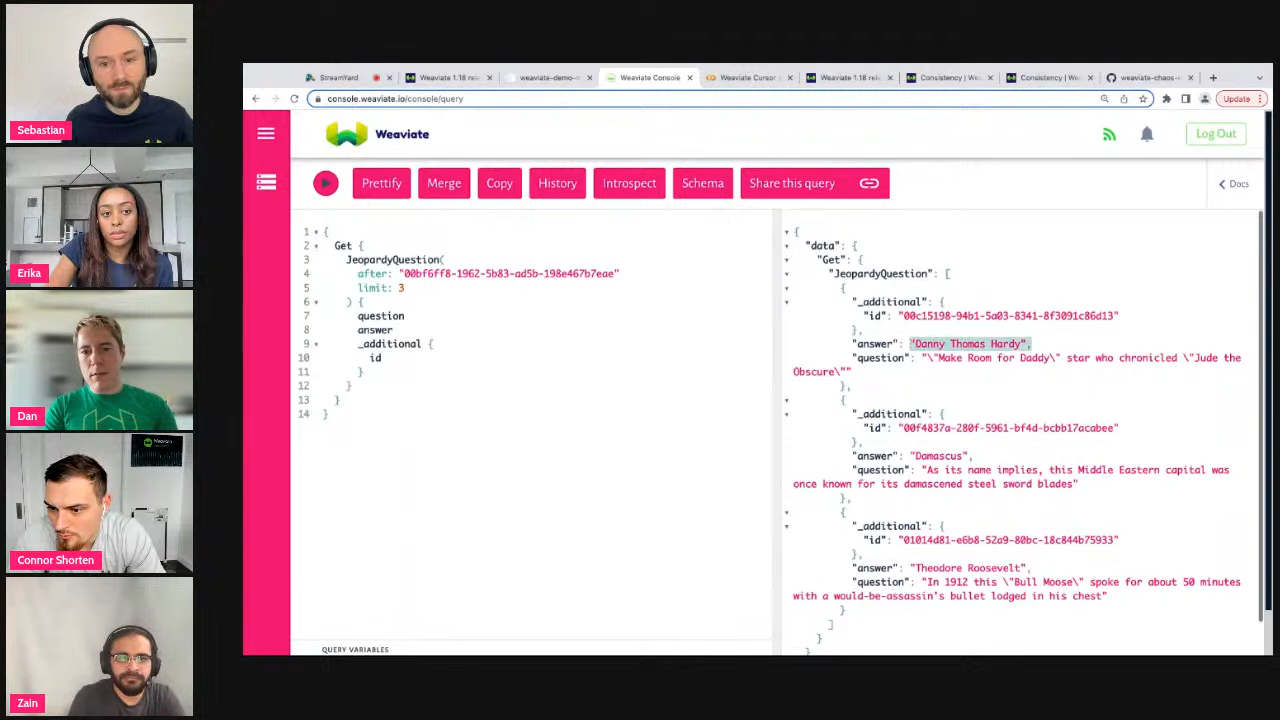 Sebastian
Erika
Dan
Connor Shorten
Zain
StreamYard
Weaviate 1.18 rele
weaviate-demo-
Weaviate Console
Weaviate Cursor
Weaviate 1.18 rele
Consistency | We
Consistency | We
weaviate-chaos-
console.weaviate.io/console/query
Update
Weaviate
Log Out
Prettify
Merge
Copy
History
Introspect
Schema
Share this query
Docs
1 {
2 Get {
3 JeopardyQuestion(
4 after: "00bf6ff8-1962-5b83-ad5b-198e467b7eae"
5 limit: 3
6 ) {
7 question
8 answer
9 _additional {
10 id
11 }
12 }
13 }
14 }
QUERY VARIABLES
{
"data": {
"Get": {
"JeopardyQuestion": [
{
"_additional": {
"id": "00c15198-94b1-5a03-8341-8f3091c86d13"
},
"answer": "Danny Thomas Hardy",
"question": "\"Make Room for Daddy\" star who chronicled \"Jude the
Obscure\""
},
{
"_additional": {
"id": "00f4837a-280f-5961-bf4d-bcbb17acabee"
},
"answer": "Damascus",
"question": "As its name implies, this Middle Eastern capital was
once known for its damascened steel sword blades"
},
{
"_additional": {
"id": "01014d81-e6b8-52a9-80bc-18c844b75933"
},
"answer": "Theodore Roosevelt",
"question": "In 1912 this \"Bull Moose\" spoke for about 50 minutes
with a would-be-assassin's bullet lodged in his chest"
}
]
}
}